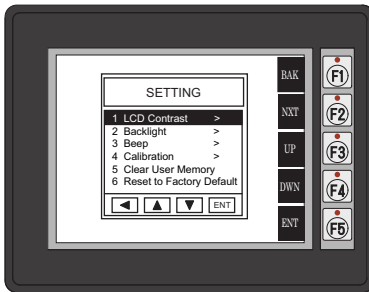 SETTING
1 LCD Contrast >
2 Backlight >
3 Beep >
4 Calibration >
5 Clear User Memory
6 Reset to Factory Default
ENT
BAK
NXT
UP
DWN
ENT
F1
F2
F3
F4
F5